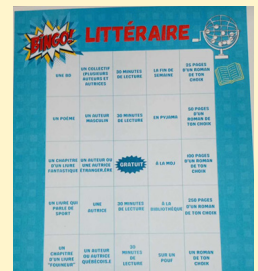 BINGO!
LITTÉRAIRE
UNE BD
UN COLLECTIF
(PLUSIEURS
AUTEURS ET
AUTRICES
20 MINUTES
DE LECTURE
LA FIN DE
SEMAINE
25 PAGES
D'UN ROMAN
DE TON
CHOIX
UN POÈME
UN AUTEUR
MASCULIN
20 MINUTES
DE LECTURE
EN PYJAMA
50 PAGES
D'UN
ROMAN DE
TON CHOIX
UN CHAPITRE
D'UN LIVRE
FANTASTIQUE
UN AUTEUR OU
UNE AUTRICE
ÉTRANGER.ÈRE
GRATUIT
À LA
100 PAGES
D'UN ROMAN
DE TON
CHOIX
UN LIVRE QUI
PARLE DE
SPORT
UNE
AUTRICE
20 MINUTES
DE LECTURE
À LA
BIBLIOTHÈQUE
250 PAGES
D'UN ROMAN
DE TON CHOIX
UN
CHAPITRE
D'UN LIVRE
UN AUTEUR
OU AUTRICE
QUÉBÉCOIS.E
20
MINUTES
DE
LECTURE
SUR UN
POUF
UN ROMAN
DE TON
CHOIX